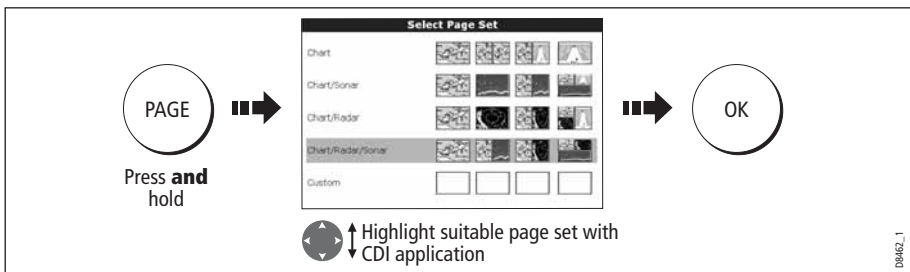 PAGE
Press and
hold
Select Page Set
Chart
Chart/Sonar
Chart/Radar
Chart/Radar/Sonar
Custom
Highlight suitable page set with
CDI application
OK
D8462_1